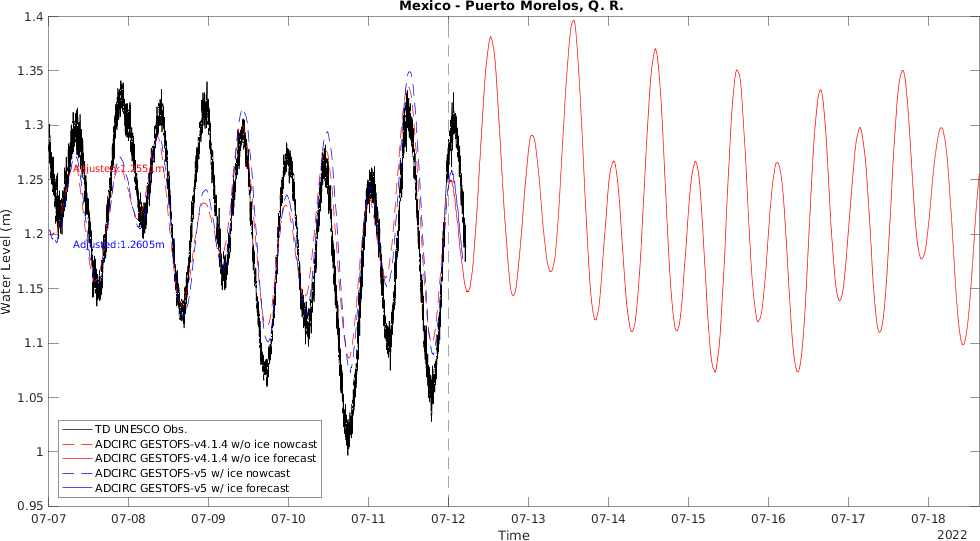 Mexico - Puerto Morelos, Q. R.
1.4
1.35
1.3
1.25
1.2
1.15
1.1
1.05
1
0.95
Water Level (m)
Adjusted:1.2551m
Adjusted:1.2605m
TD UNESCO Obs.
ADCIRC GESTOFS-v4.1.4 w/o ice nowcast
ADCIRC GESTOFS-v4.1.4 w/o ice forecast
ADCIRC GESTOFS-v5 w/ ice nowcast
ADCIRC GESTOFS-v5 w/ ice forecast
07-07 07-08 07-09 07-10 07-11 07-12 07-13 07-14 07-15 07-16 07-17 07-18
Time
2022